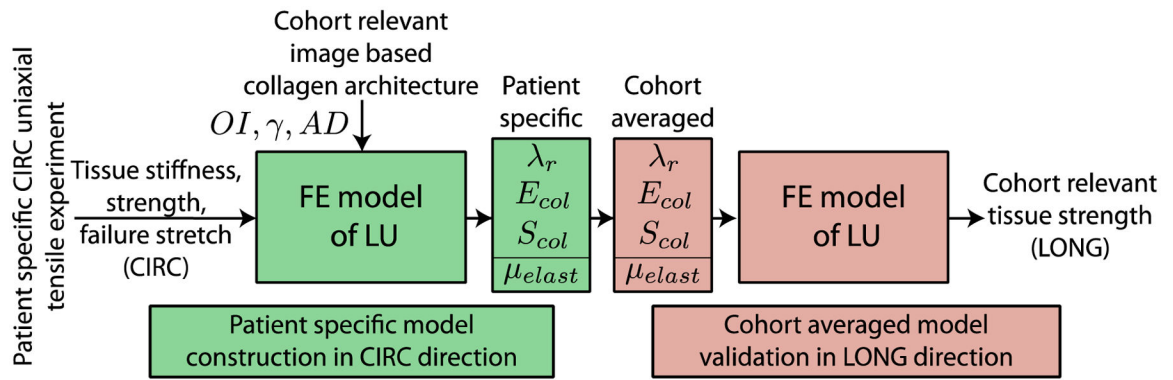 Patient specific CIRC uniaxial
tensile experiment
Cohort relevant
image based
collagen architecture
OI, γ, AD
Tissue stiffness,
strength,
failure stretch
(CIRC)
FE model
of LU
Patient
specific
λr
Ecol
Scol
μelast
Cohort
averaged
λr
Ecol
Scol
μelast
FE model
of LU
Cohort relevant
tissue strength
(LONG)
Patient specific model
construction in CIRC direction
Cohort averaged model
validation in LONG direction